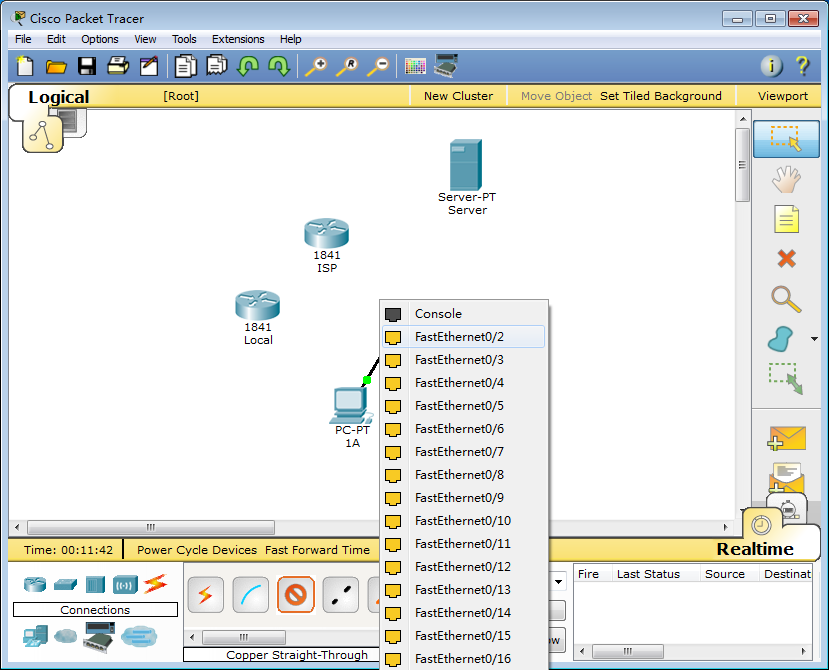 Cisco Packet Tracer
File Edit Options View Tools Extensions Help
Logical [Root] New Cluster Move Object Set Tiled Background Viewport
Server-PT
Server
1841
ISP
1841
Local
PC-PT
1A
Console
FastEthernet0/2
FastEthernet0/3
FastEthernet0/4
FastEthernet0/5
FastEthernet0/6
FastEthernet0/7
FastEthernet0/8
FastEthernet0/9
FastEthernet0/10
FastEthernet0/11
FastEthernet0/12
FastEthernet0/13
FastEthernet0/14
FastEthernet0/15
FastEthernet0/16
Time: 00:11:42 Power Cycle Devices Fast Forward Time
Realtime
Connections
Copper Straight-Through
Fire Last Status Source Destinat